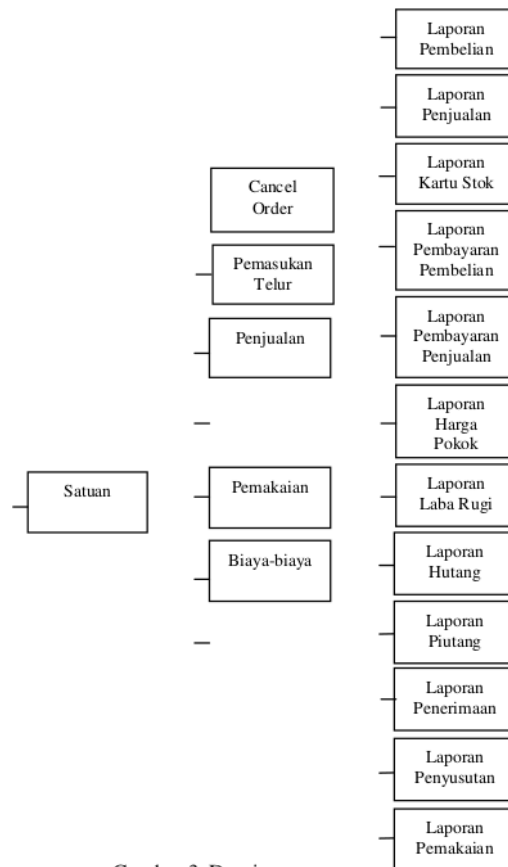 Satuan
Cancel
Order
Pemasukan
Telur
Penjualan
Pemakaian
Biaya-biaya
Laporan
Pembelian
Laporan
Penjualan
Laporan
Kartu Stok
Laporan
Pembayaran
Pembelian
Laporan
Pembayaran
Penjualan
Laporan
Harga
Pokok
Laporan
Laba Rugi
Laporan
Hutang
Laporan
Piutang
Laporan
Penerimaan
Laporan
Penyusutan
Laporan
Pemakaian